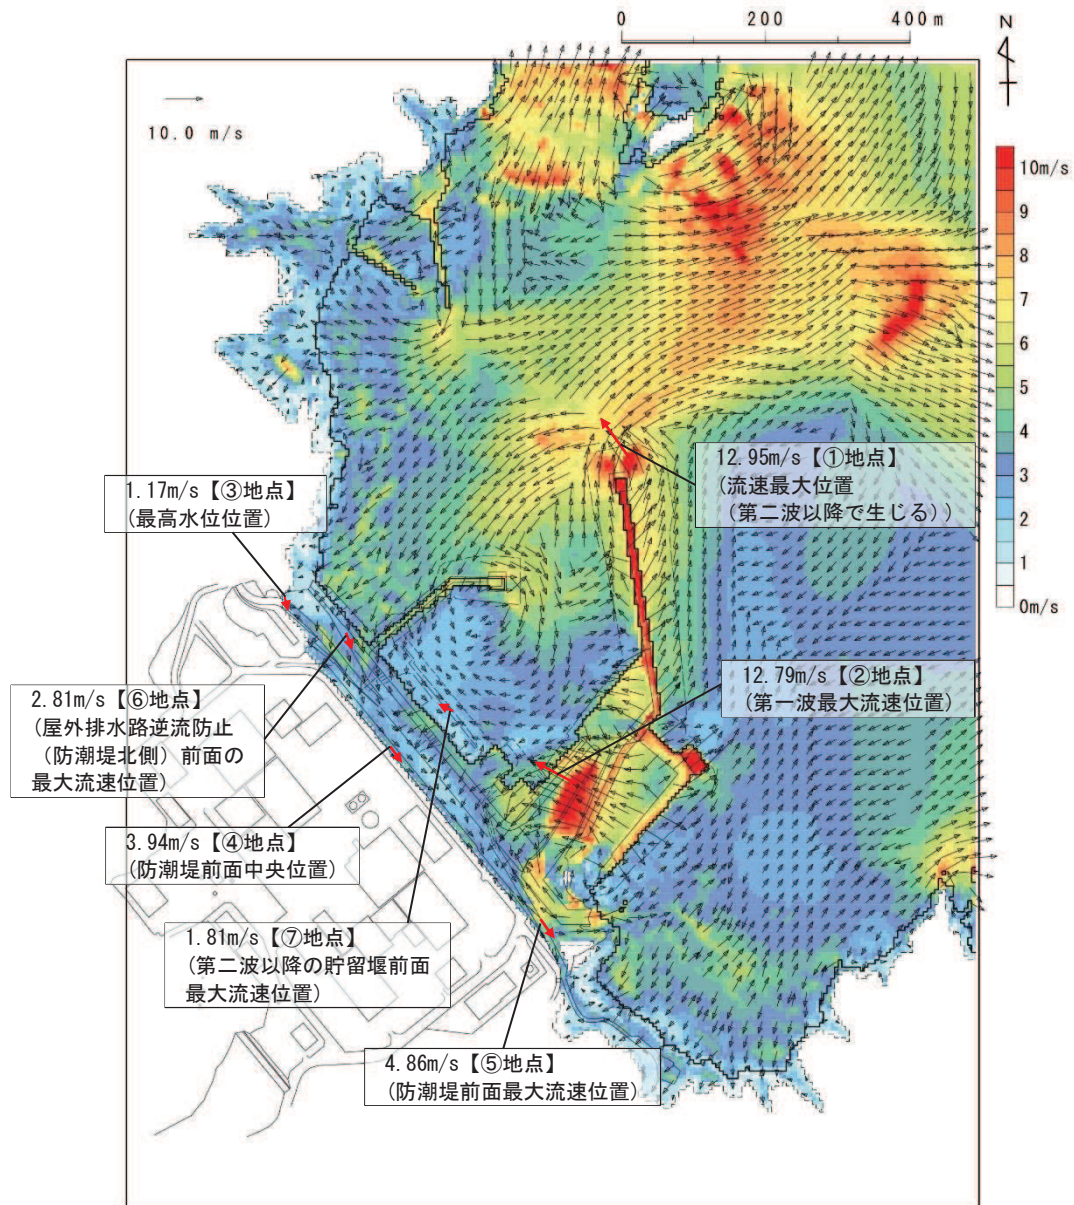 0 200 400m
N
10.0 m/s
10m/s
9
8
7
6
5
4
3
2
1
0m/s
12.95m/s【①地点】
(流速最大位置
(第二波以降で生じる))
1.17m/s【③地点】
(最高水位位置)
12.79m/s【②地点】
(第一波最大流速位置)
2.81m/s【⑥地点】
(屋外排水路逆流防止
(防潮堤北側)前面の
最大流速位置)
3.94m/s【④地点】
(防潮堤前面中央位置)
1.81m/s【⑦地点】
(第二波以降の貯留堰前面
最大流速位置)
4.86m/s【⑤地点】
(防潮堤前面最大流速位置)